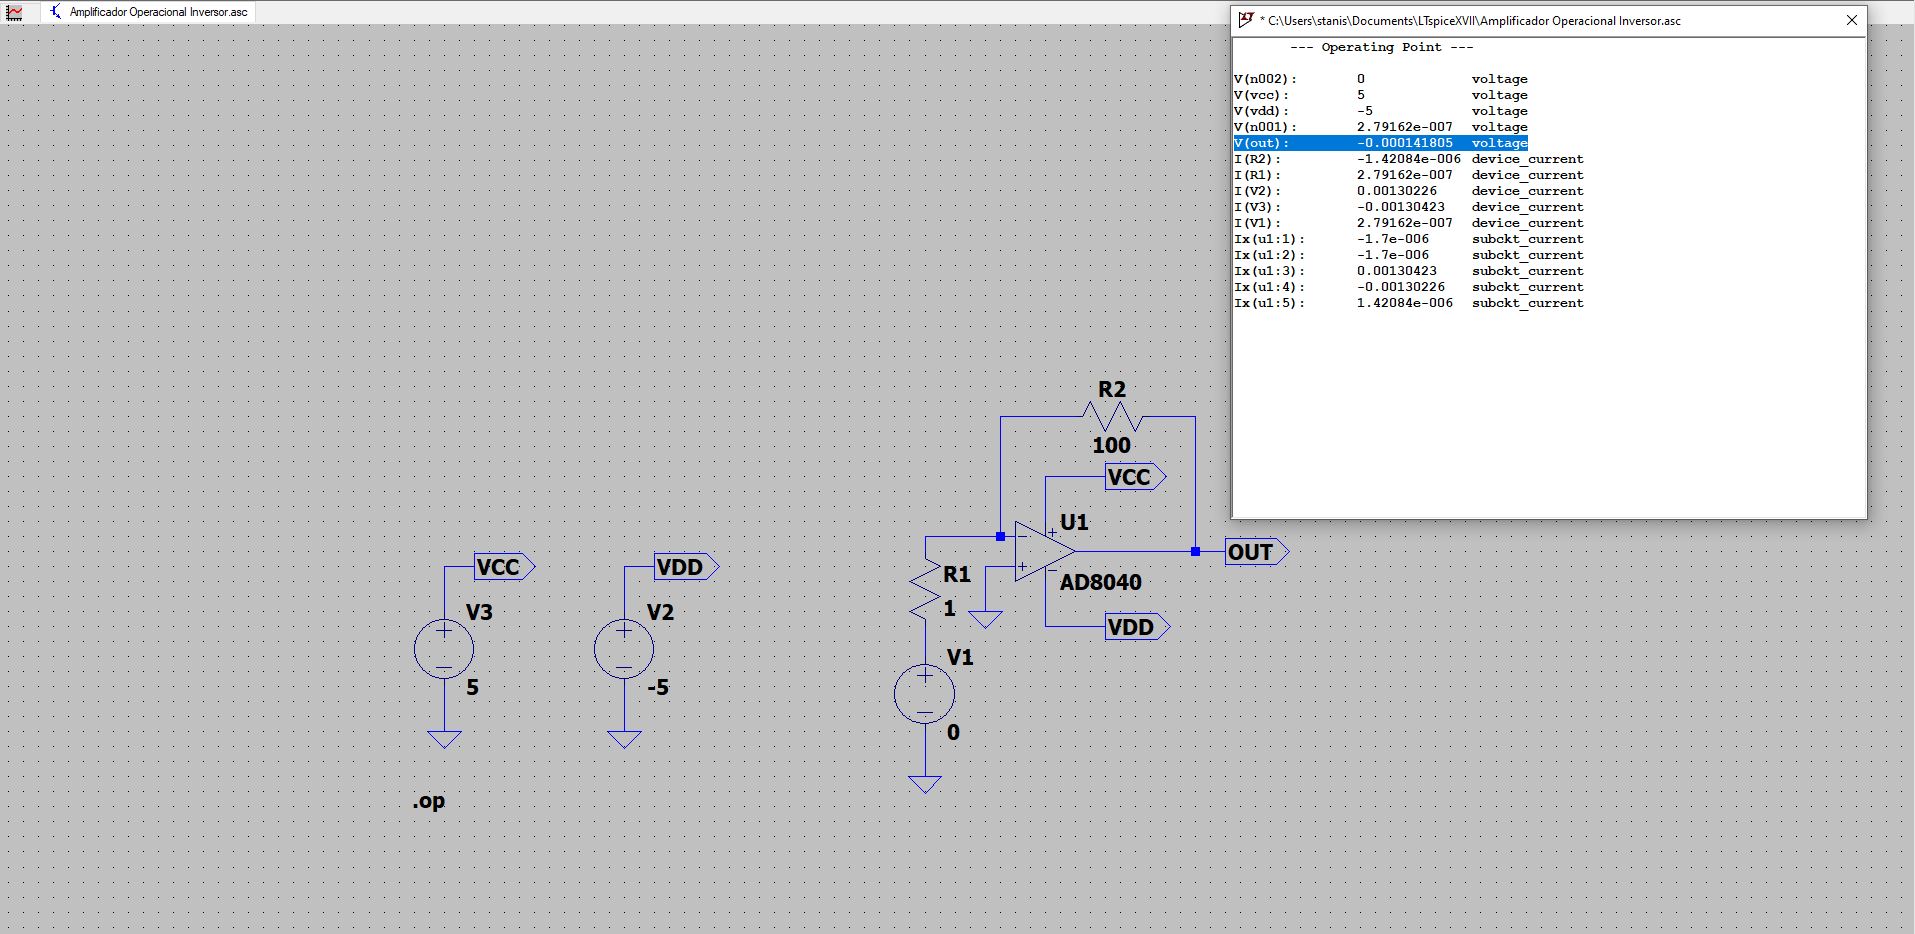 Amplificador Operacional Inversor.asc
* C:\Users\stanis\Documents\LTspiceXVII\Amplificador Operacional Inversor.asc
--- Operating Point ---
V(n002): 0 voltage
V(vcc): 5 voltage
V(vdd): -5 voltage
V(n001): 2.79162e-007 voltage
V(out): -0.000141805 voltage
I(R2): -1.42084e-006 device_current
I(R1): 2.79162e-007 device_current
I(V2): 0.00130226 device_current
I(V3): -0.00130423 device_current
I(V1): 2.79162e-007 device_current
Ix(u1:1): -1.7e-006 subckt_current
Ix(u1:2): -1.7e-006 subckt_current
Ix(u1:3): 0.00130423 subckt_current
Ix(u1:4): -0.00130226 subckt_current
Ix(u1:5): 1.42084e-006 subckt_current
R2
100
VCC
U1
OUT
VCC
VDD
R1
AD8040
1
V3
V2
VDD
V1
5
-5
0
.op